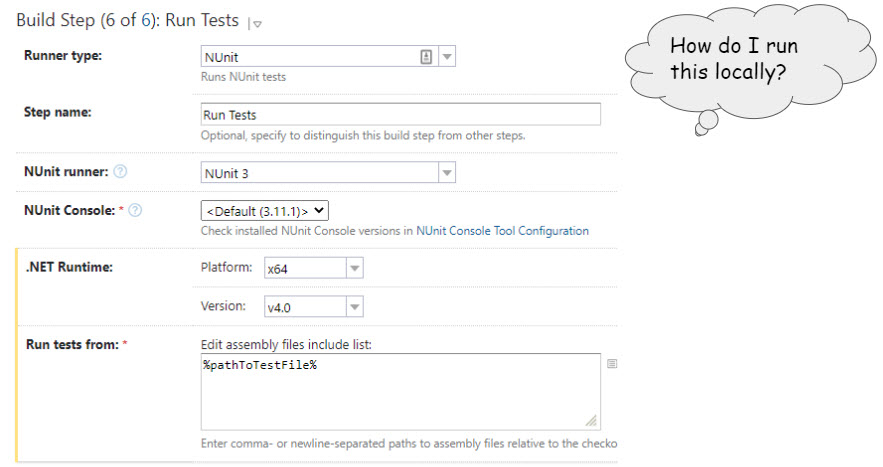 Build Step (6 of 6): Run Tests
How do I run
this locally?
Runner type:
NUnit
Runs NUnit tests
Step name:
Run Tests
Optional, specify to distinguish this build step from other steps.
NUnit runner:
NUnit 3
NUnit Console: *
<Default (3.11.1)>
Check installed NUnit Console versions in NUnit Console Tool Configuration
.NET Runtime:
Platform: x64
Version: v4.0
Run tests from: *
Edit assembly files include list:
%pathToTestFile%
Enter comma- or newline-separated paths to assembly files relative to the checko